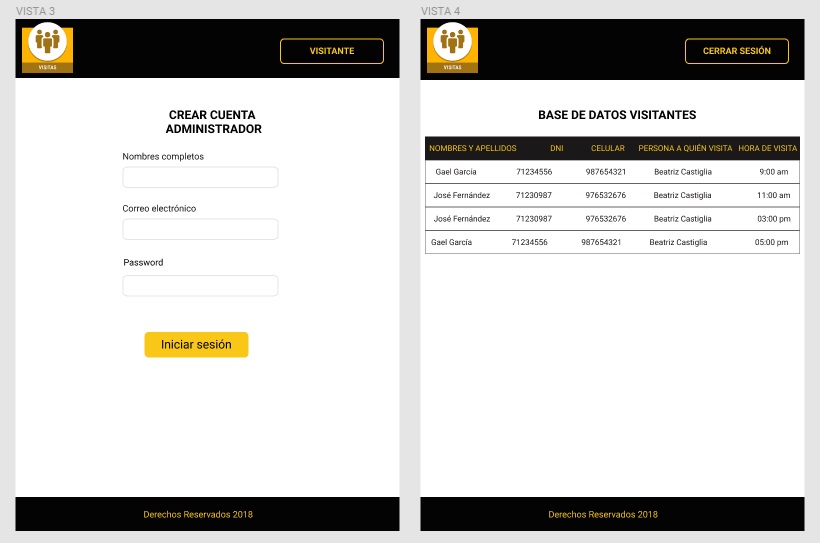 VISTA 3
VISITAS
VISITANTE
CREAR CUENTA
ADMINISTRADOR
Nombres completos
Correo electrónico
Password
Iniciar sesión
Derechos Reservados 2018
VISTA 4
VISITAS
CERRAR SESIÓN
BASE DE DATOS VISITANTES
NOMBRES Y APELLIDOS DNI CELULAR PERSONA A QUIÉN VISITA HORA DE VISITA
Gael García 71234556 987654321 Beatriz Castiglia 9:00 am
José Fernández 71230987 976532676 Beatriz Castiglia 11:00 am
José Fernández 71230987 976532676 Beatriz Castiglia 03:00 pm
Gael García 71234556 987654321 Beatriz Castiglia 05:00 pm
Derechos Reservados 2018